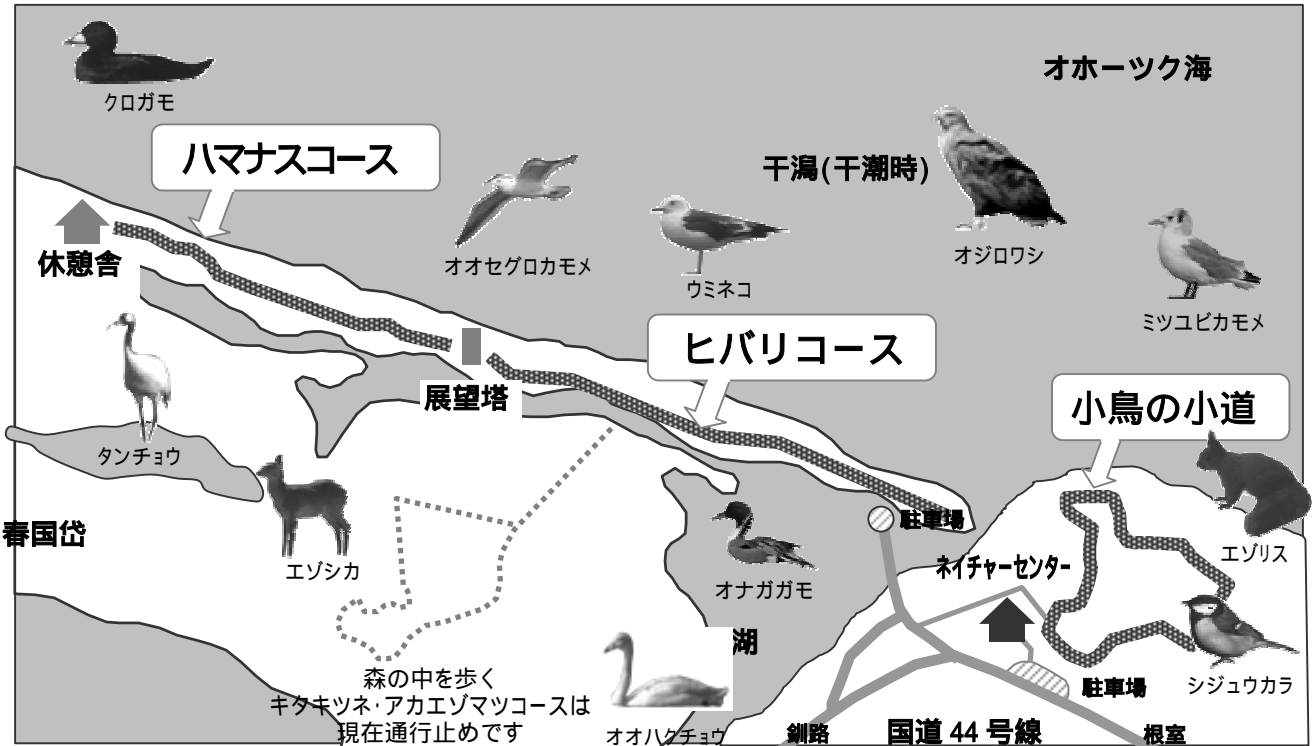 クロガモ
オホーツク海
ハマナスコース
干潟(干潮時)
オオセグロカモメ
ウミネコ
オジロワシ
ミツユビカモメ
休憩舎
ヒバリコース
展望塔
小鳥の小道
タンチョウ
春国岱
エゾシカ
駐車場
エゾリス
ネイチャーセンター
オナガガモ
湖
森の中を歩く
キタキツネ・アカエゾマツコースは
現在通行止めです
オオハクチョウ
駐車場
シジュウカラ
釧路
国道 44 号線
根室